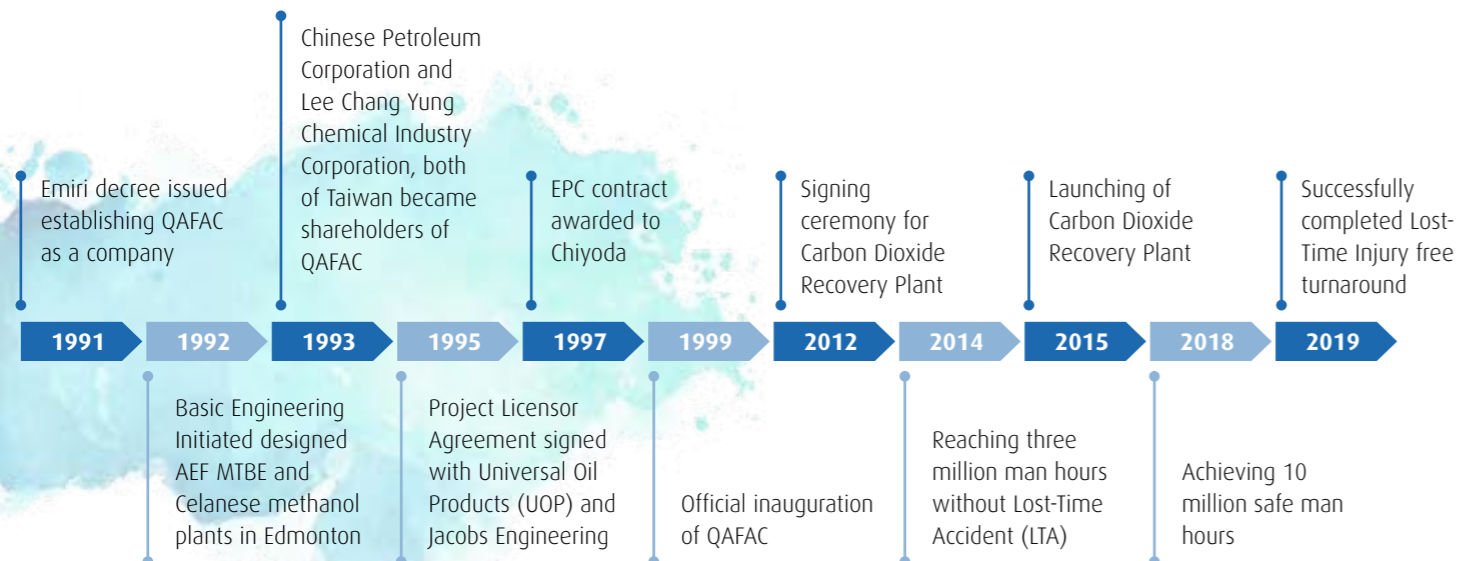 Emiri decree issued
establishing QAFAC
as a company
Chinese Petroleum
Corporation and
Lee Chang Yung
Chemical Industry
Corporation, both
of Taiwan became
shareholders of
QAFAC
EPC contract
awarded to
Chiyoda
Signing
ceremony for
Carbon Dioxide
Recovery Plant
Launching of
Carbon Dioxide
Recovery Plant
Successfully
completed Lost-
Time Injury free
turnaround
1991
1992
1993
1995
1997
1999
2012
2014
2015
2018
2019
Basic Engineering
Initiated designed
AEF MTBE and
Celanese methanol
plants in Edmonton
Project Licensor
Agreement signed
with Universal Oil
Products (UOP) and
Jacobs Engineering
Official inauguration
of QAFAC
Reaching three
million man hours
without Lost-Time
Accident (LTA)
Achieving 10
million safe man
hours